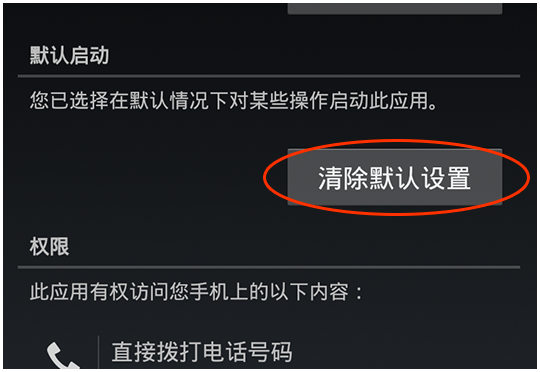 默认启动
您已选择在默认情况下对某些操作启动此应用。
清除默认设置
权限
此应用有权访问您手机上的以下内容：
直接拨打电话号码